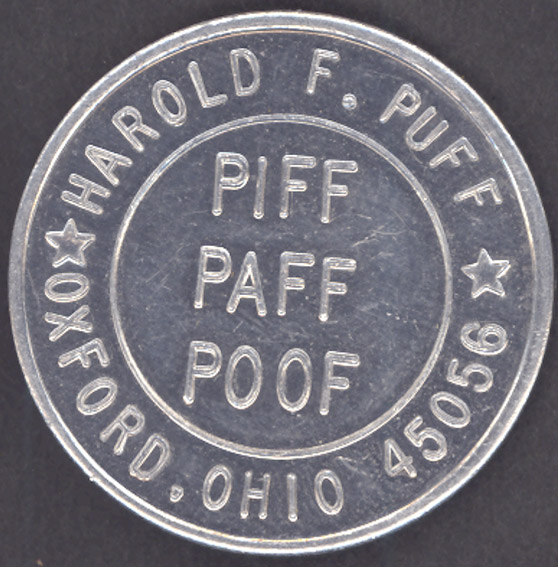 HAROLD F. PUFF
PIFF
PAFF
POOF
OXFORD, OHIO 45056